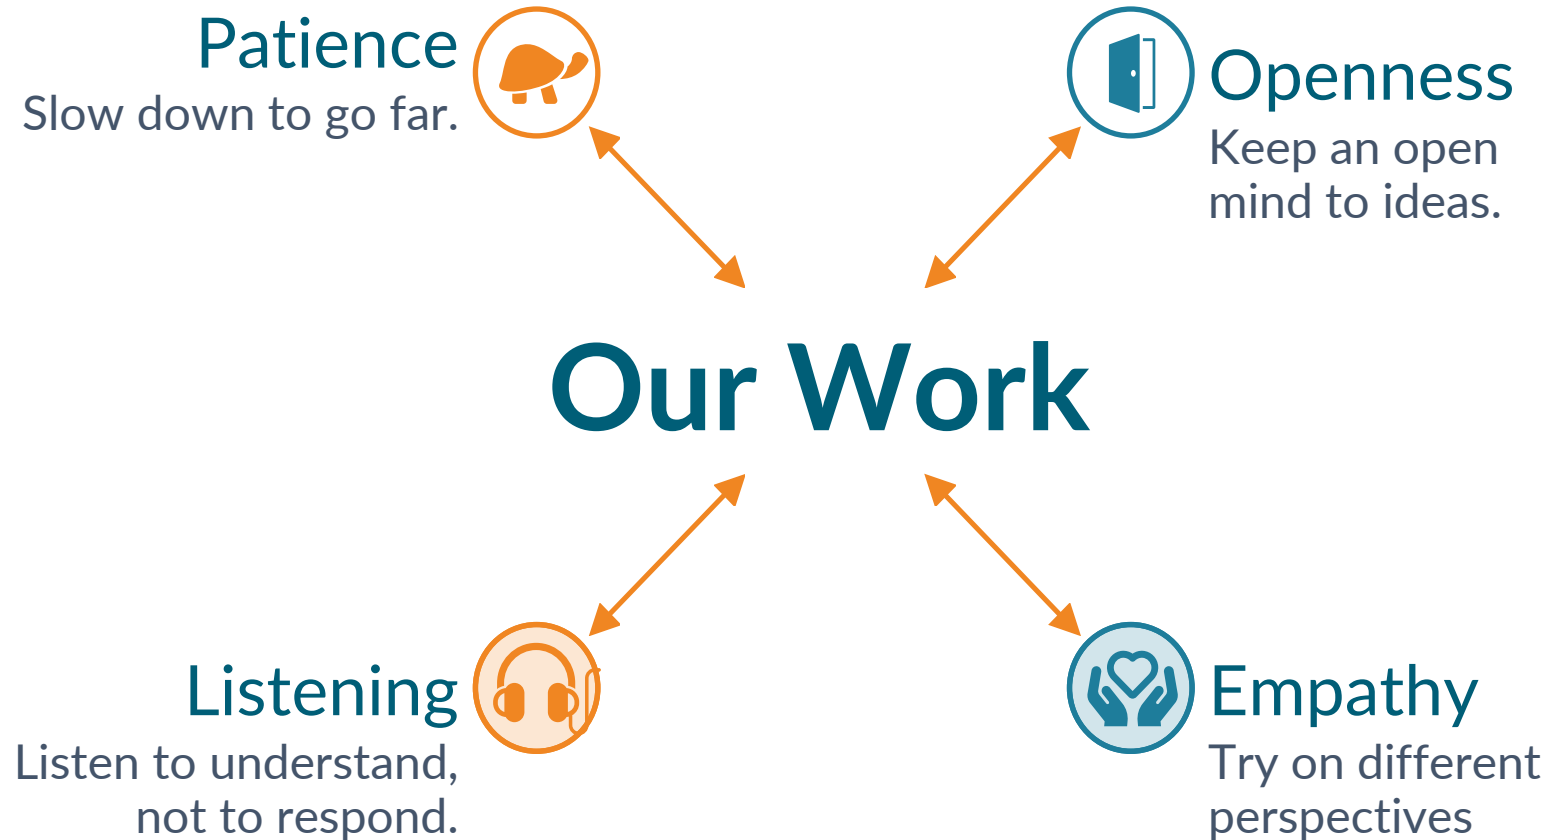 Patience
Slow down to go far.
Openness
Keep an open
mind to ideas.
Our Work
Listening
Listen to understand,
not to respond.
Empathy
Try on different
perspectives